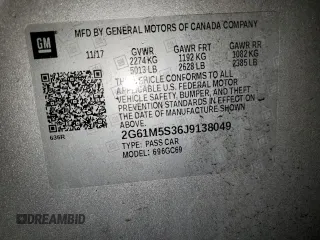 MFD BY GENERAL MOTORS OF CANADA COMPANY
GM
11/17 GVWR GAWR FRT GAWR RR
2274 KG 1192 KG 1082 KG
5013 LB 2628 LB 2385 LB
THIS VEHICLE CONFORMS TO ALL
APPLICABLE U.S. FEDERAL MOTOR
VEHICLE SAFETY, BUMPER, AND THEFT
PREVENTION STANDARDS IN EFFECT
ON THE DATE OF MANUFACTURE SHOWN
ABOVE.
636R
2G61M5S36J9138049
TYPE: PASS CAR
MODEL: 696GC69
DREAMBID